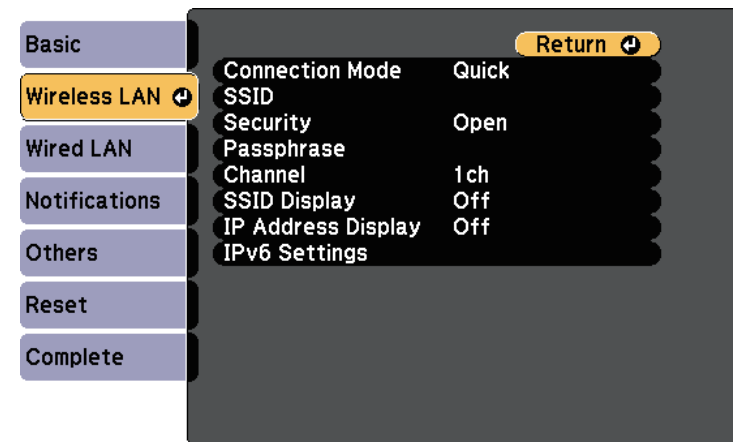 Basic
Wireless LAN
Wired LAN
Notifications
Others
Reset
Complete
Return
Connection Mode Quick
SSID
Security Open
Passphrase
Channel 1ch
SSID Display Off
IP Address Display Off
IPv6 Settings